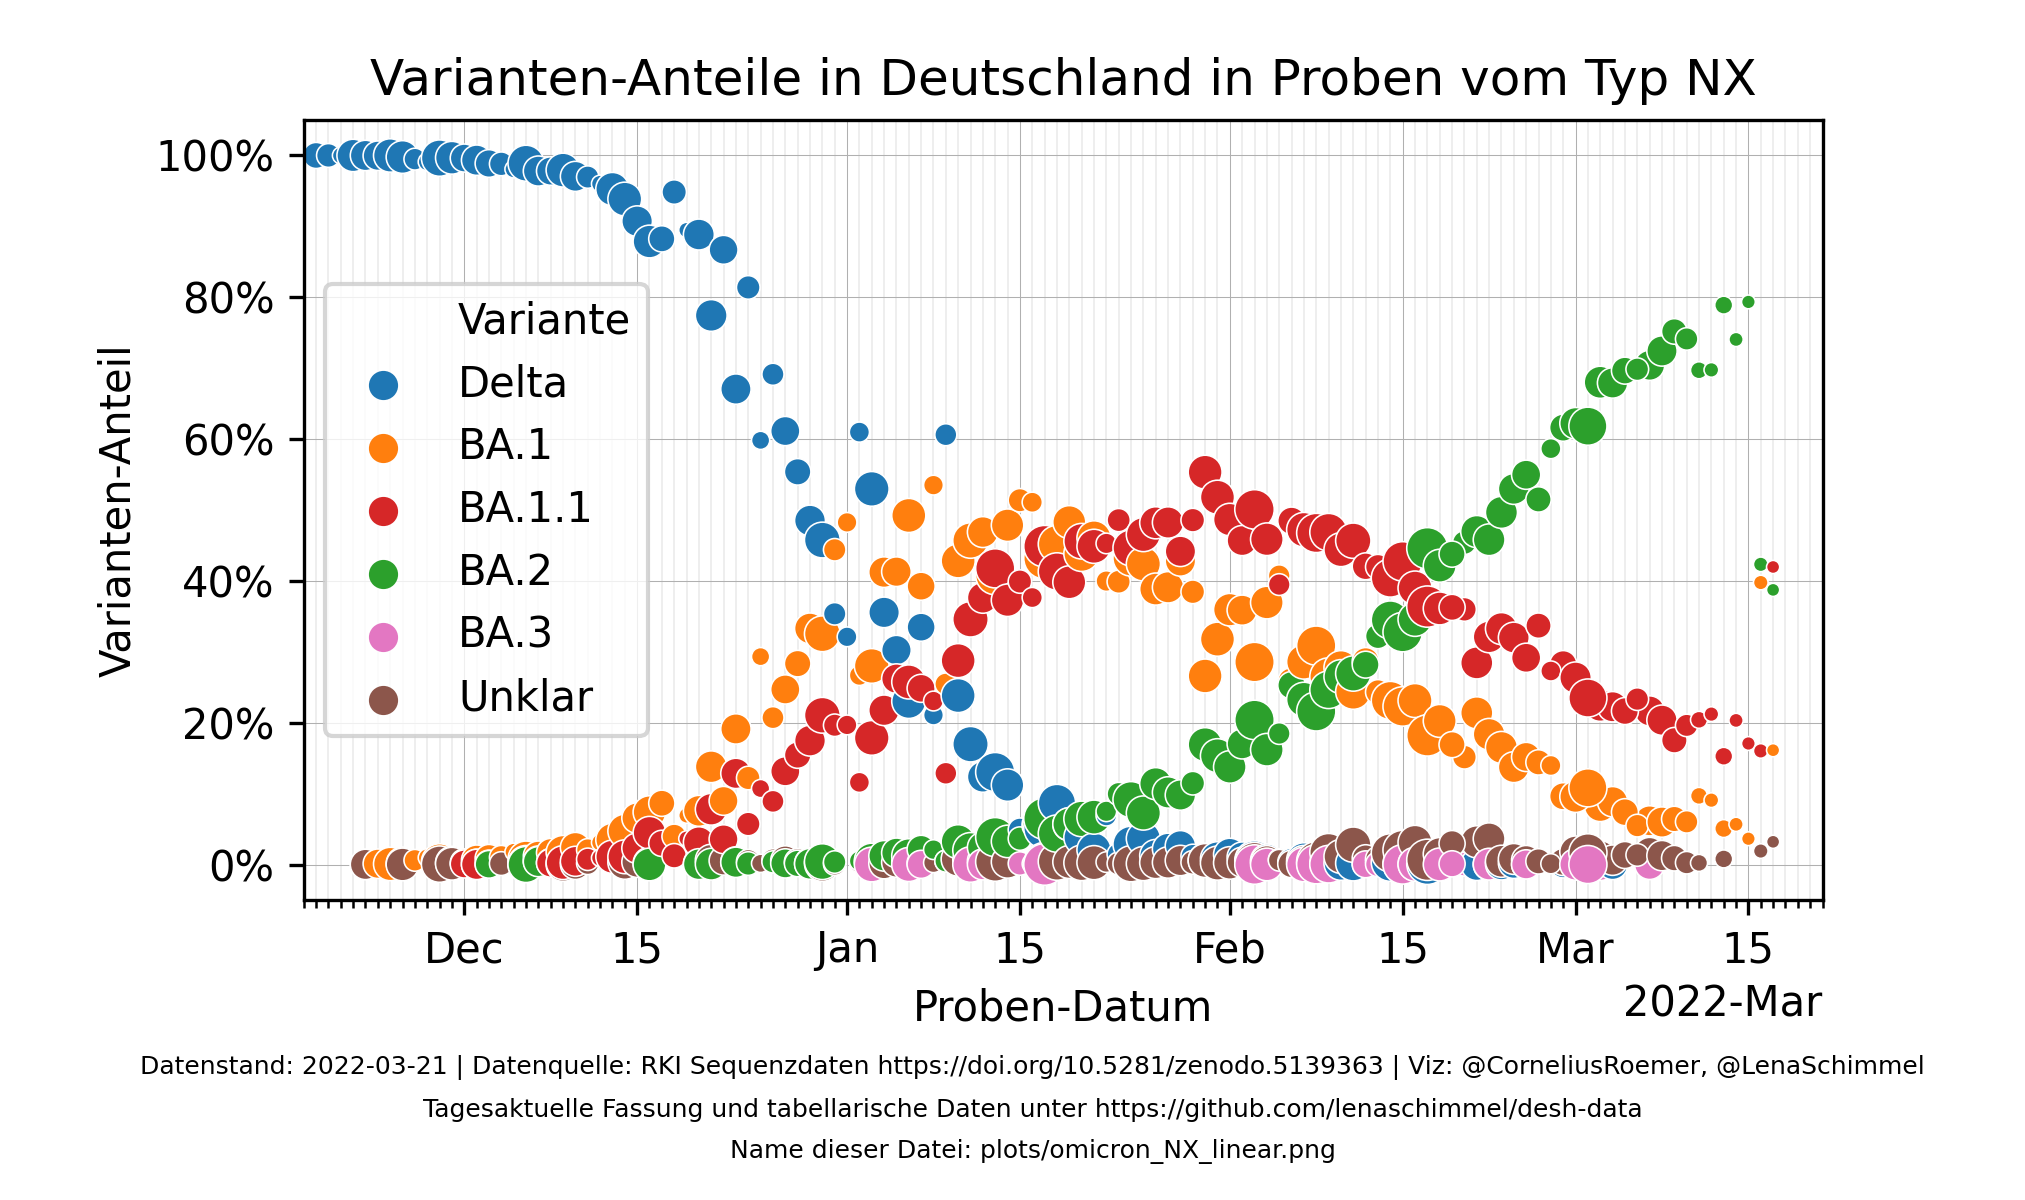 Varianten-Anteile in Deutschland in Proben vom Typ NX
Varianten-Anteil
100%
80%
60%
40%
20%
0%
Variante
Delta
BA.1
BA.1.1
BA.2
BA.3
Unklar
Dec 15 Jan 15 Feb 15 Mar 15
2022-Mar
Proben-Datum
Datenstand: 2022-03-21 | Datenquelle: RKI Sequenzdaten https://doi.org/10.5281/zenodo.5139363 | Viz: @CorneliusRoemer, @LenaSchimmel
Tagesaktuelle Fassung und tabellarische Daten unter https://github.com/lenaschimmel/desh-data
Name dieser Datei: plots/omicron_NX_linear.png